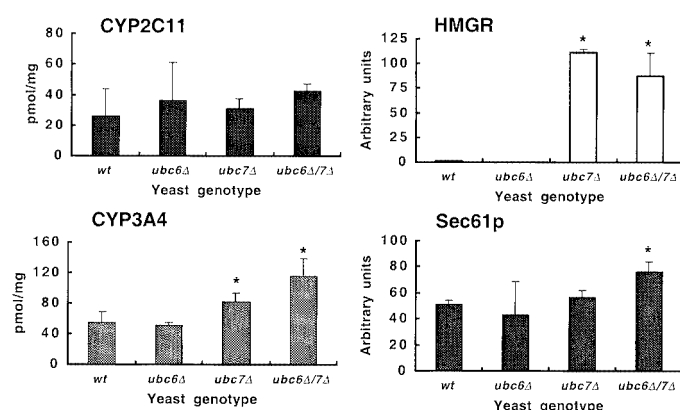 CYP2C11
pmol/mg
80
60
40
20
0
wt ubc6Δ ubc7Δ ubc6Δ/7Δ
Yeast genotype
HMGR
Arbitrary units
125
100
75
50
25
0
* *
wt ubc6Δ ubc7Δ ubc6Δ/7Δ
Yeast genotype
CYP3A4
pmol/mg
160
120
80
40
0
* *
wt ubc6Δ ubc7Δ ubc6Δ/7Δ
Yeast genotype
Sec61p
Arbitrary units
100
80
60
40
20
0
*
wt ubc6Δ ubc7Δ ubc6Δ/7Δ
Yeast genotype